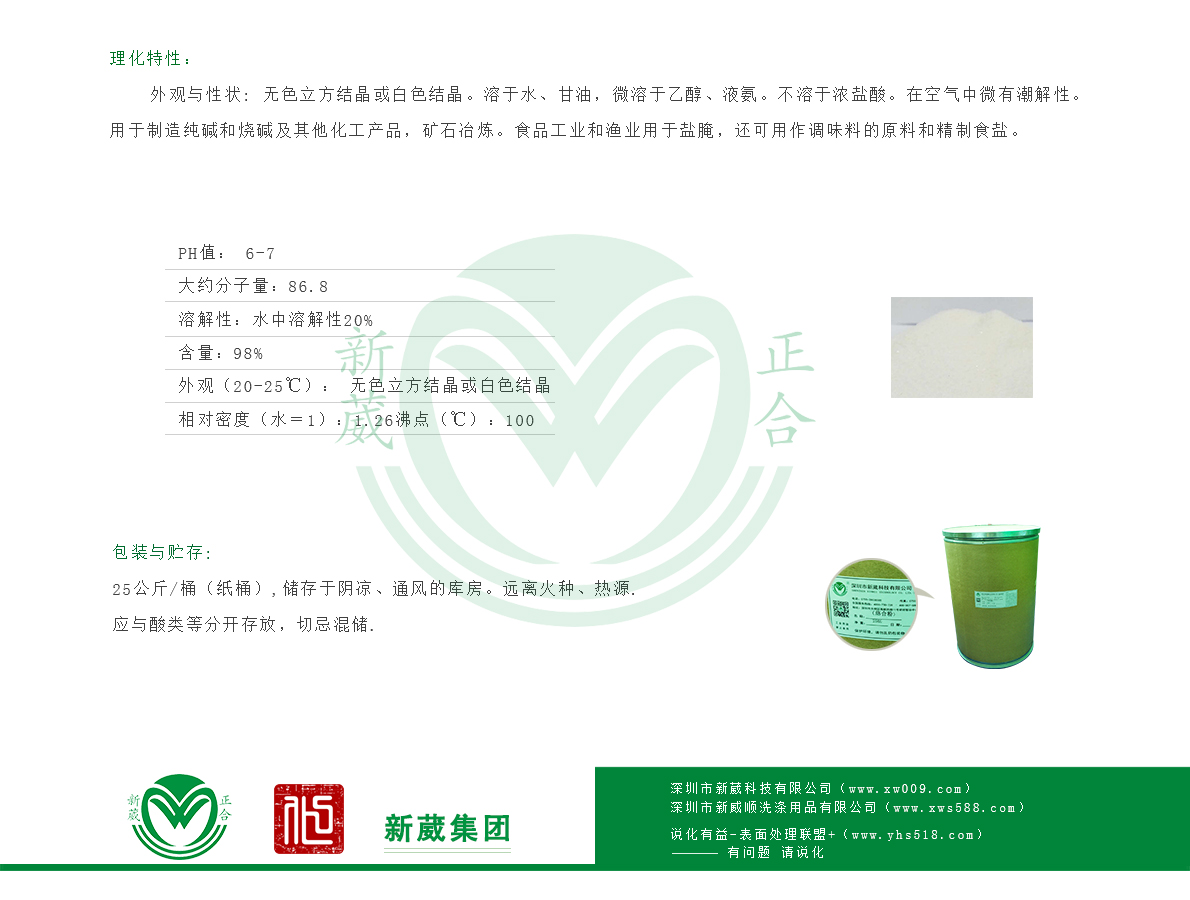 理化特性：
外观与性状: 无色立方结晶或白色结晶。溶于水、甘油，微溶于乙醇、液氨。不溶于浓盐酸。在空气中微有潮解性。
用于制造纯碱和烧碱及其他化工产品，矿石冶炼。食品工业和渔业用于盐腌，还可用作调味料的原料和精制食盐。
PH值： 6-7
大约分子量：86.8
溶解性：水中溶解性20%
含量：98%
外观（20-25℃）： 无色立方结晶或白色结晶
相对密度（水＝1）: 1.26沸点（℃）: 100
新葳
正合
包装与贮存:
25公斤/桶（纸桶）,储存于阴凉、通风的库房。远离火种、热源.
应与酸类等分开存放，切忌混储.
深圳市新葳科技有限公司
（络合粉）
新葳
正合
新葳集团
深圳市新葳科技有限公司（www.xw009.com）
深圳市新威顺洗涤用品有限公司（www.xws588.com）
说化有益-表面处理联盟+（www.yhs518.com）
—— 有问题 请说化